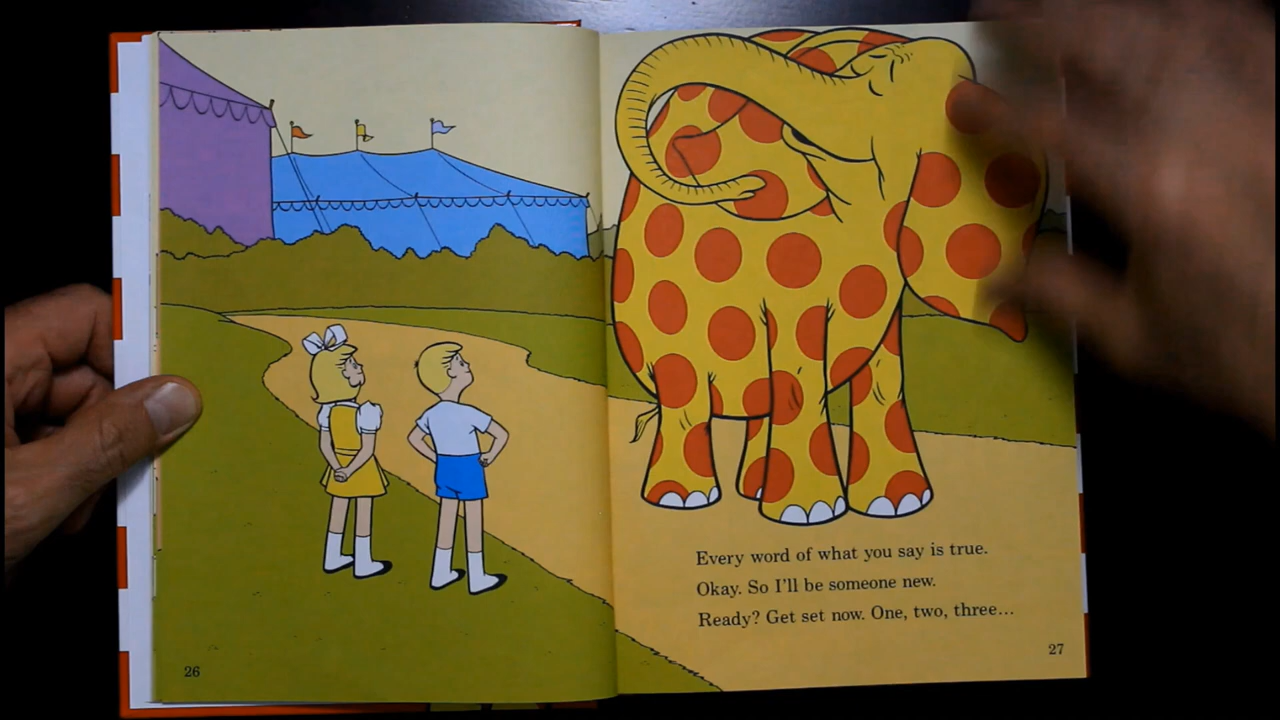 Every word of what you say is true.
Okay. So I'll be someone new.
Ready? Get set now. One, two, three...
26
27